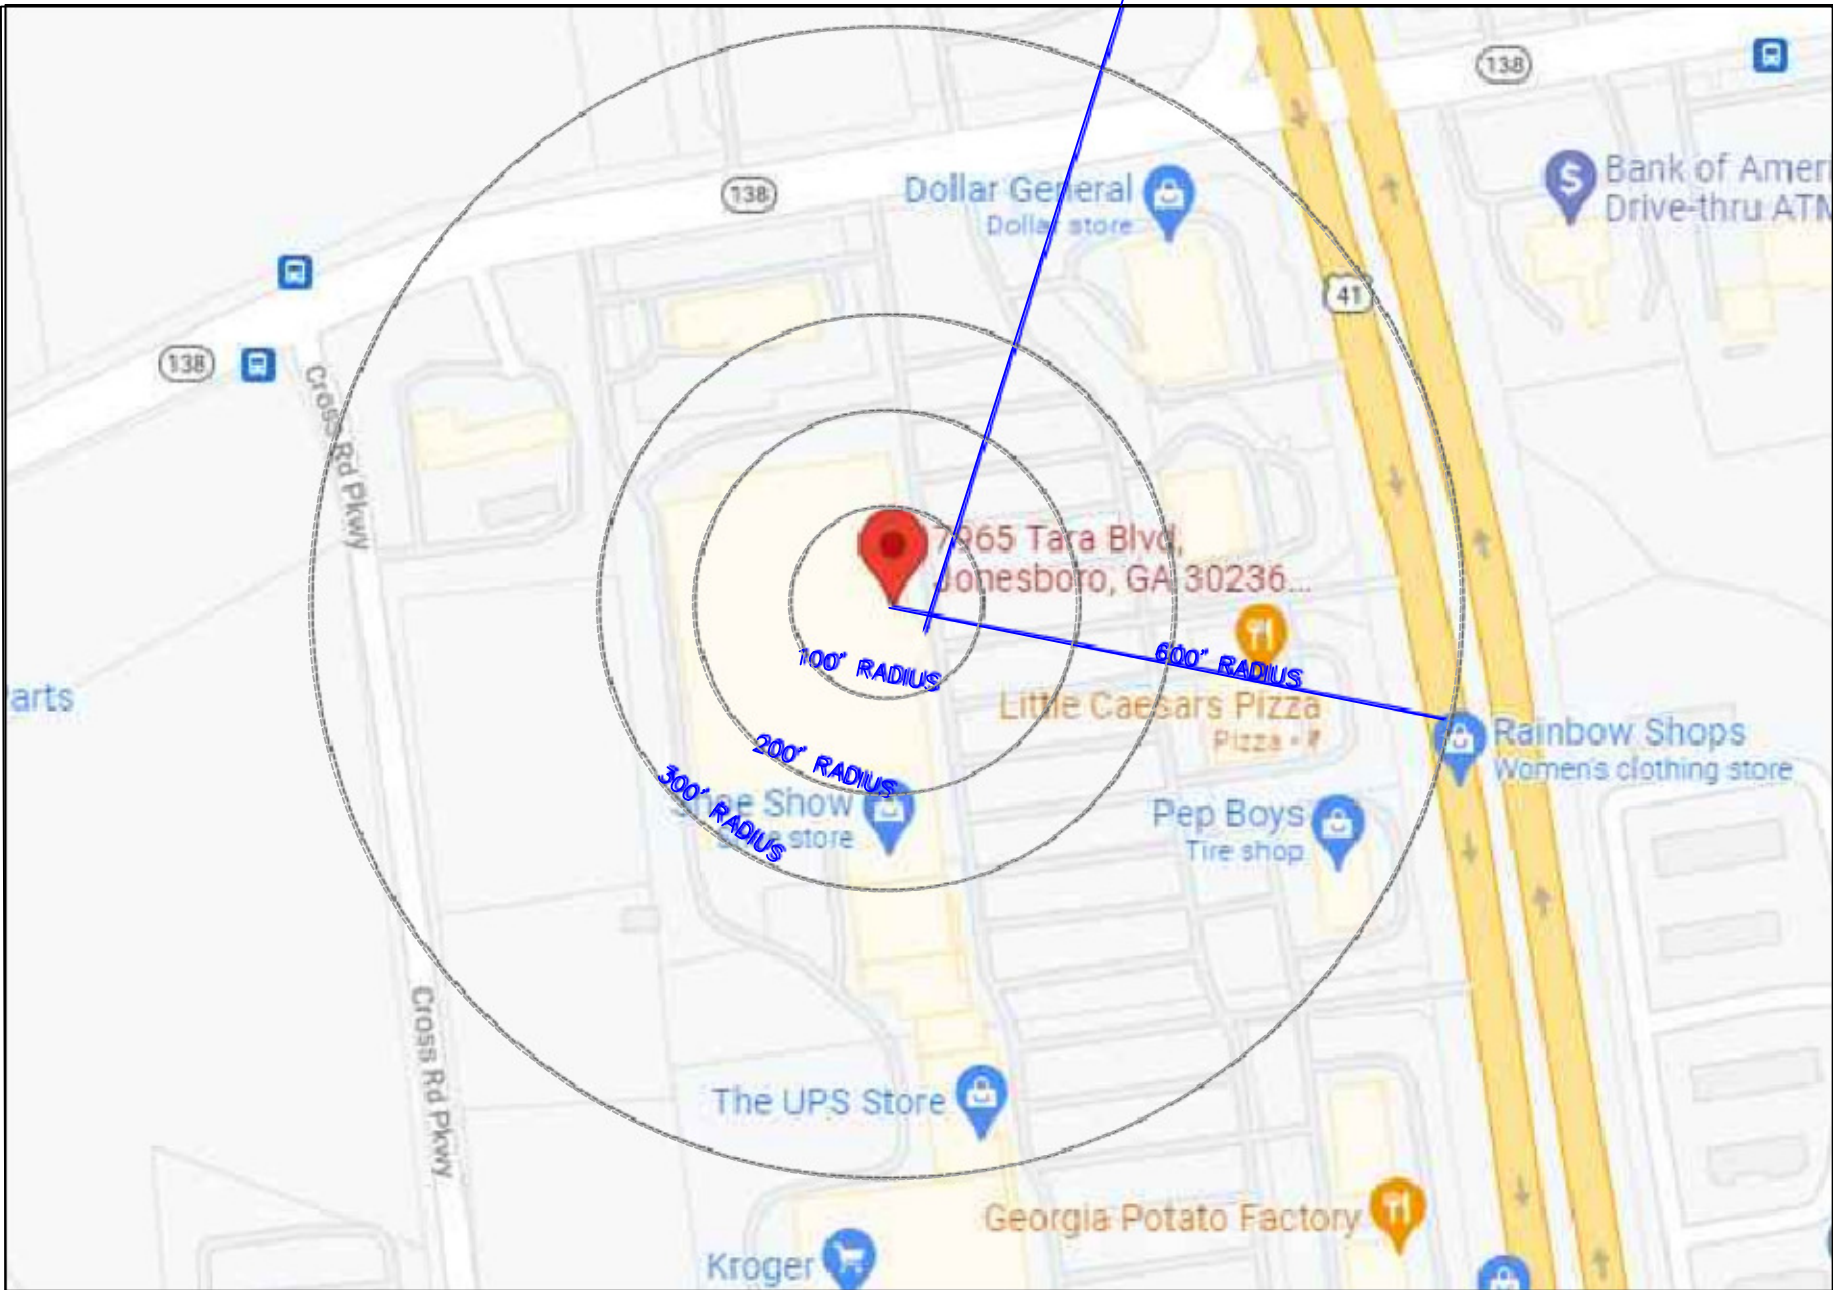 138
138
Dollar General
Dollar store
Bank of Ameri
Drive-thru ATM
41
138
Cross Rd Pkwy
7965 Tara Blvd,
Jonesboro, GA 30236...
100' RADIUS
600" RADIUS
arts
Little Caesars Pizza
Pizza • ₹
Rainbow Shops
Women's clothing store
200' RADIUS
300' RADIUS
Shoe Show
Shoe store
Pep Boys
Tire shop
Cross Rd Pkwy
The UPS Store
Georgia Potato Factory
Kroger